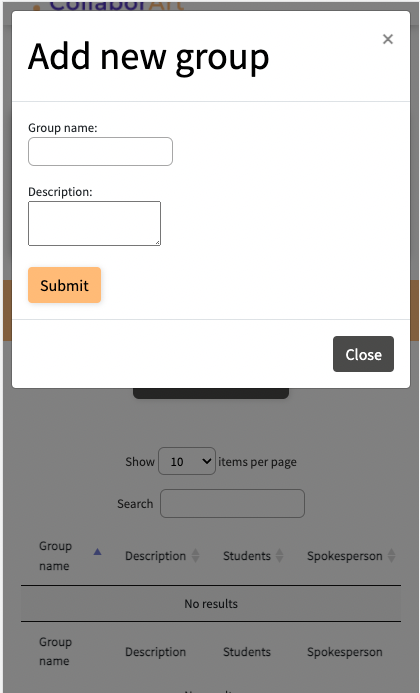 CollaborArt
Add new group
×
Group name:
Description:
Submit
Close
Show 10 items per page
Search
Group name Description Students Spokesperson
No results
Group name Description Students Spokesperson